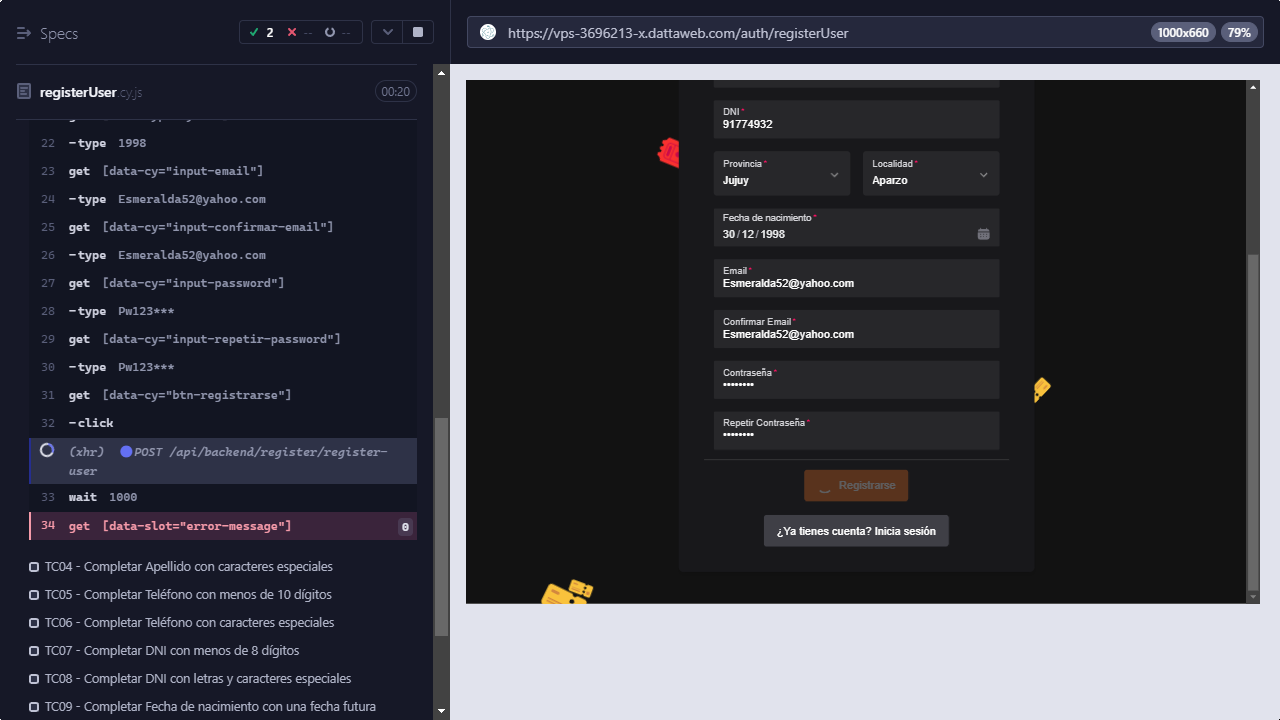 Specs
2 -- --
registerUser.cy.js
00:20
22 -type 1998
23 get [data-cy="input-email"]
24 -type Esmeralda52@yahoo.com
25 get [data-cy="input-confirmar-email"]
26 -type Esmeralda52@yahoo.com
27 get [data-cy="input-password"]
28 -type Pw123***
29 get [data-cy="input-repetir-password"]
30 -type Pw123***
31 get [data-cy="btn-registrarse"]
32 -click
(xhr) POST /api/backend/register/register-
user
33 wait 1000
34 get [data-slot="error-message"] 0
TC04 - Completar Apellido con caracteres especiales
TC05 - Completar Teléfono con menos de 10 dígitos
TC06 - Completar Teléfono con caracteres especiales
TC07 - Completar DNI con menos de 8 dígitos
TC08 - Completar DNI con letras y caracteres especiales
TC09 - Completar Fecha de nacimiento con una fecha futura
https://vps-3696213-x.dattaweb.com/auth/registerUser
1000x660
79%
DNI*
91774932
Provincia*
Jujuy
Localidad*
Aparzo
Fecha de nacimiento*
30/12/1998
Email*
Esmeralda52@yahoo.com
Confirmar Email*
Esmeralda52@yahoo.com
Contraseña*
••••••••
Repetir Contraseña*
••••••••
Registrarse
¿Ya tienes cuenta? Inicia sesión